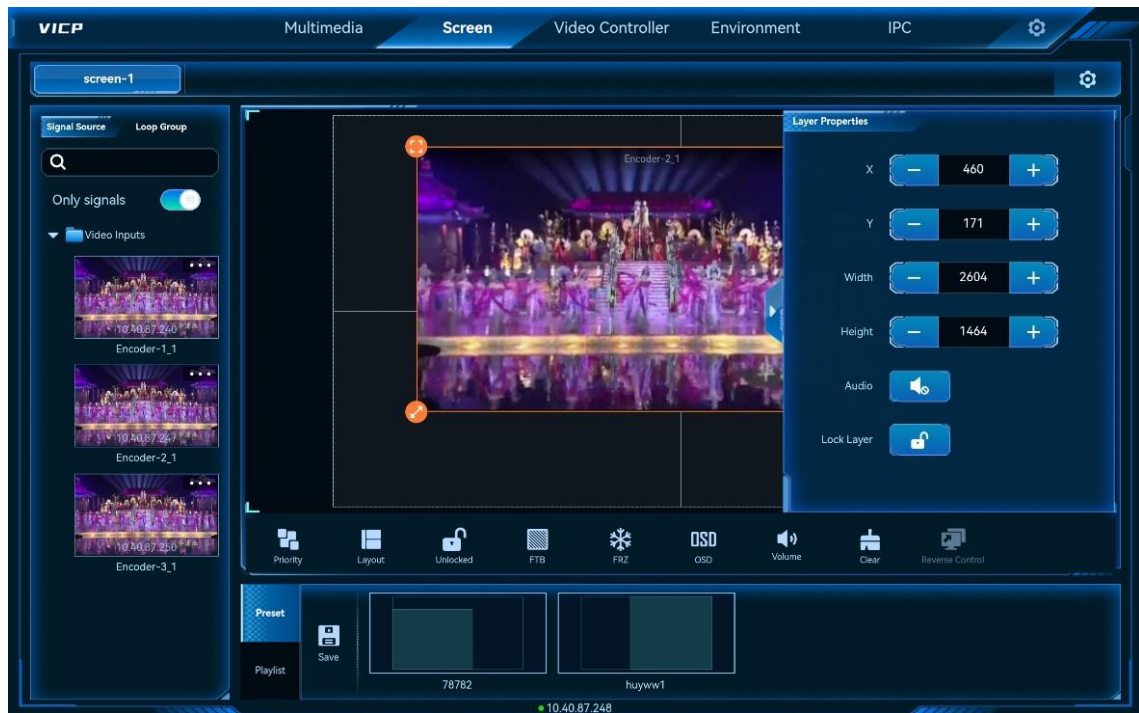 VICP
Multimedia
Screen
Video Controller
Environment
IPC
screen-1
Signal Source
Loop Group
Only signals
Video Inputs
10.40.87.240
Encoder-1_1
10.40.87.247
Encoder-2_1
10.40.87.250
Encoder-3_1
Encoder-2_1
Layer Properties
X
460
Y
171
Width
2604
Height
1464
Audio
Lock Layer
Priority
Layout
Unlocked
FTB
FRZ
OSD
OSD
Volume
Clear
Reverse Control
Preset
Playlist
Save
78782
huyww1
10.40.87.248